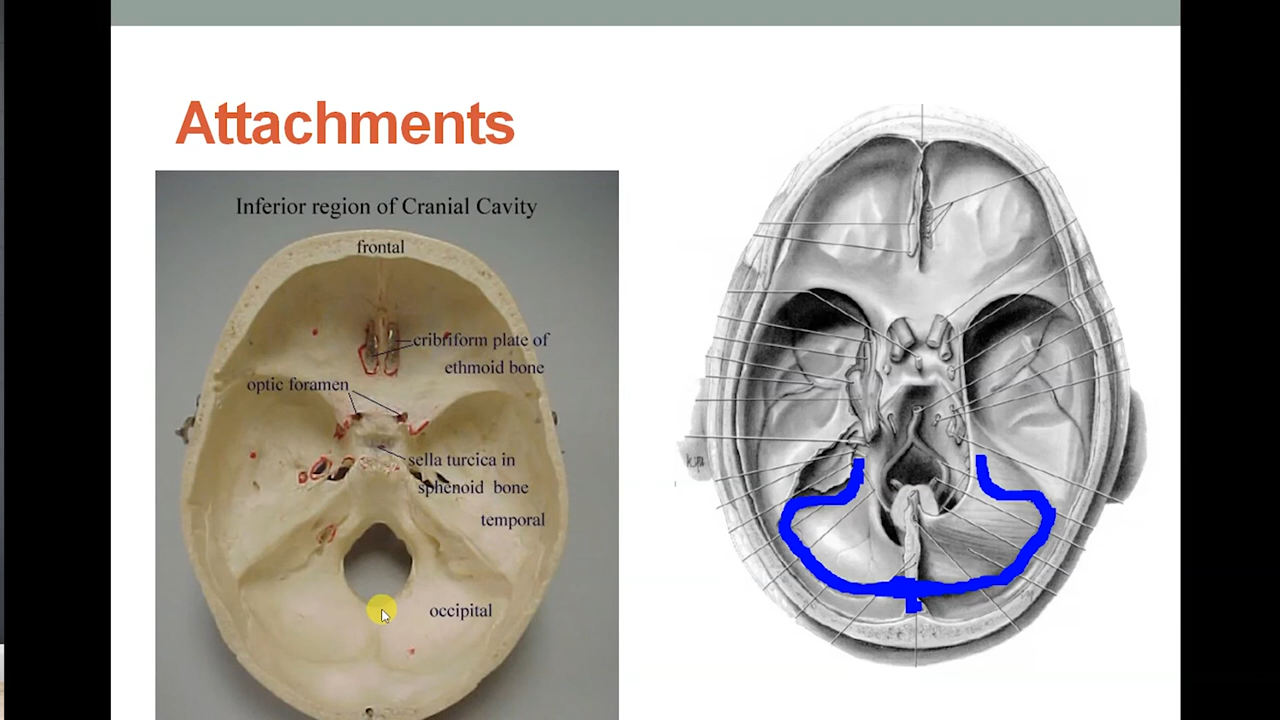 Attachments
Inferior region of Cranial Cavity
frontal
cribriform plate of
ethmoid bone
optic foramen
sella turcica in
sphenoid bone
temporal
occipital